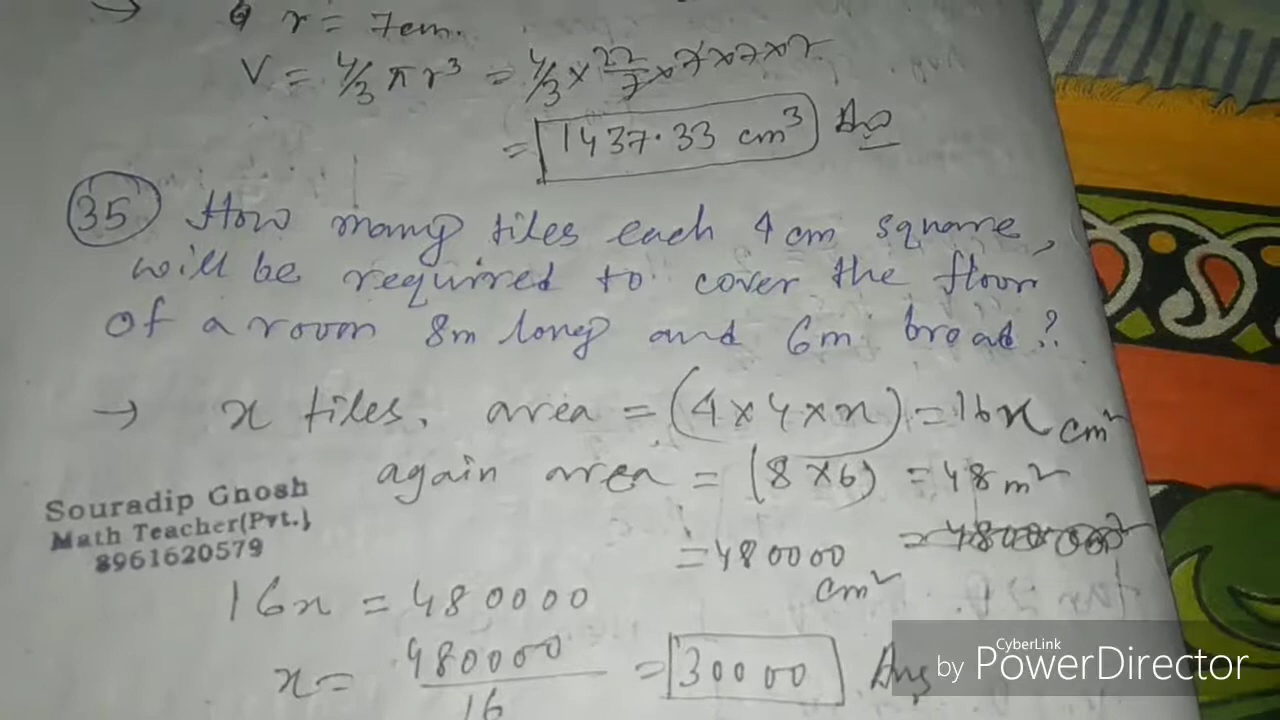 → r = 7cm.
V = 4/3 π r³ = 4/3 × 22/7 × 7 × 7 × 7
= 1437.33 cm³ Ans
35 How many tiles each 4 cm square,
will be required to cover the floor
of a room 8m long and 6m broad?
→ x tiles. area = (4 × 4 × x) = 16x cm²
again area = (8 × 6) = 48 m²
Souradip Ghosh
Math Teacher(Pvt.)
8961620579
= 480000 cm²
16x = 480000
x = 480000/16 = 30000 Ans
CyberLink
by PowerDirector